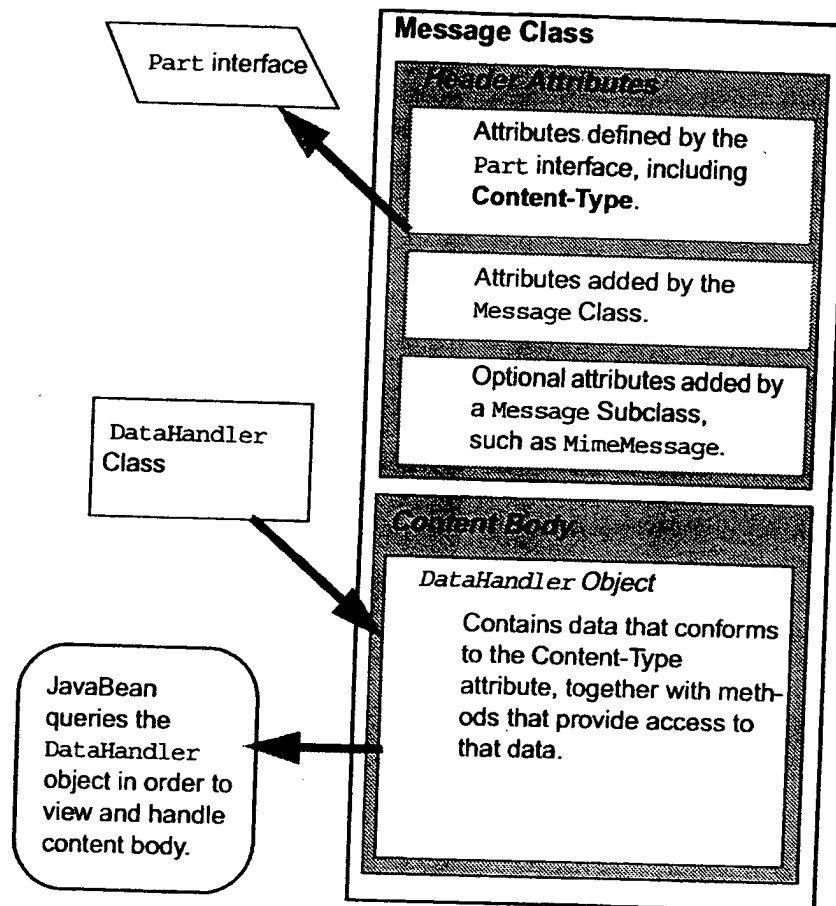 Message Class
Part interface
Header Attributes
Attributes defined by the
Part interface, including
Content-Type.
Attributes added by the
Message Class.
Optional attributes added by
a Message Subclass,
such as MimeMessage.
DataHandler
Class
Content Body
DataHandler Object
Contains data that conforms
to the Content-Type
attribute, together with meth-
ods that provide access to
that data.
JavaBean
queries the
DataHandler
object in order to
view and handle
content body.